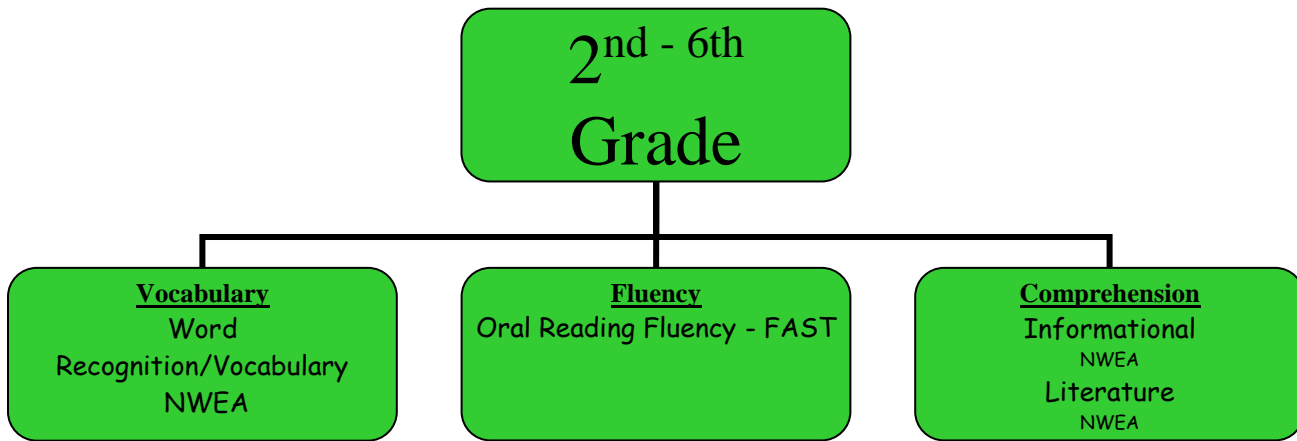 2nd - 6th
Grade
Vocabulary
Word
Recognition/Vocabulary
NWEA
Fluency
Oral Reading Fluency - FAST
Comprehension
Informational
NWEA
Literature
NWEA